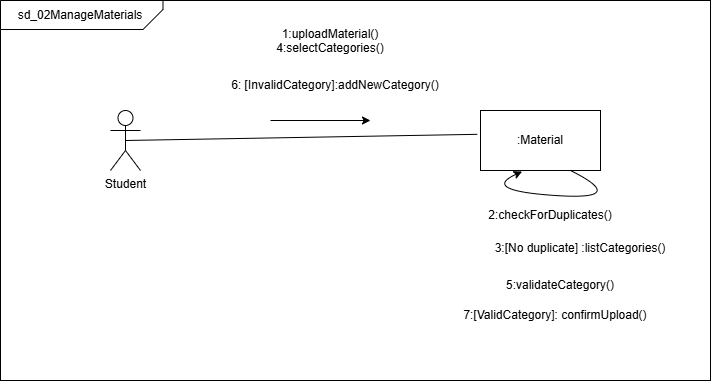 sd_02ManageMaterials
1:uploadMaterial()
4:selectCategories()
6: [InvalidCategory]:addNewCategory()
:Material
Student
2:checkForDuplicates()
3:[No duplicate] :listCategories()
5:validateCategory()
7:[ValidCategory]: confirmUpload()